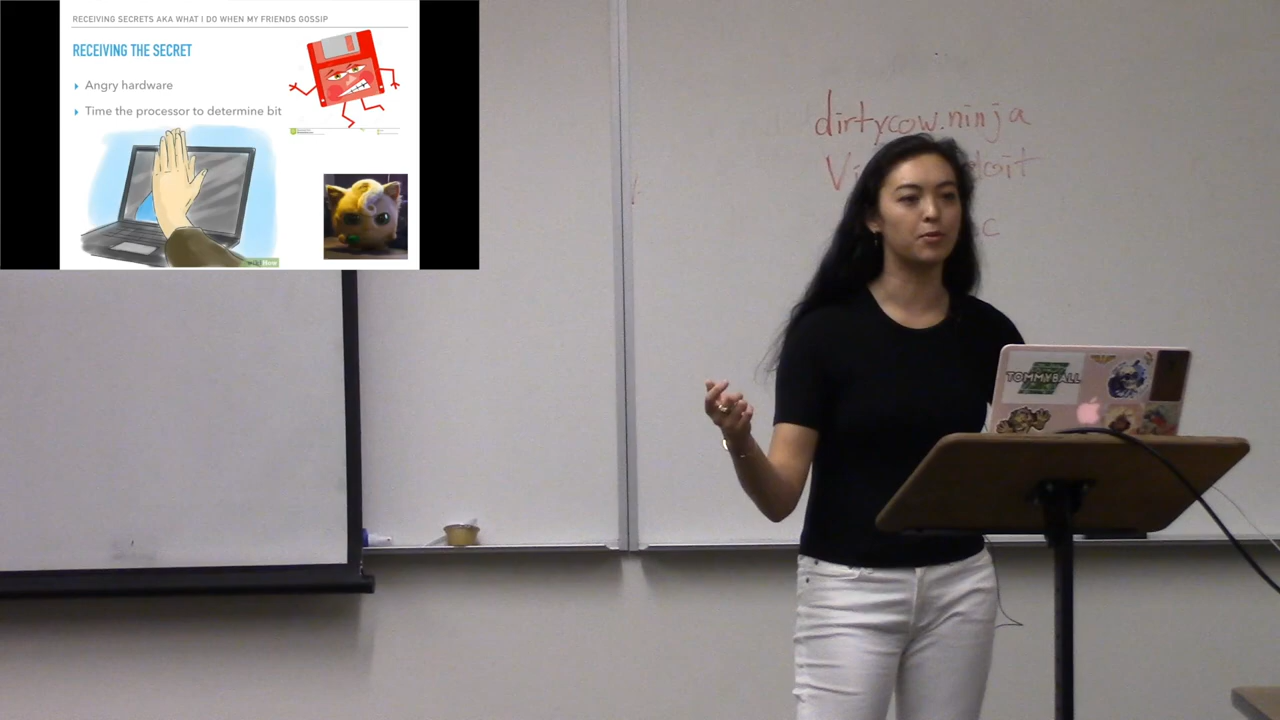 RECEIVING SECRETS AKA WHAT I DO WHEN MY FRIENDS GOSSIP
RECEIVING THE SECRET
Angry hardware
Time the processor to determine bit
dirtycow.ninja
TOMMYBALL